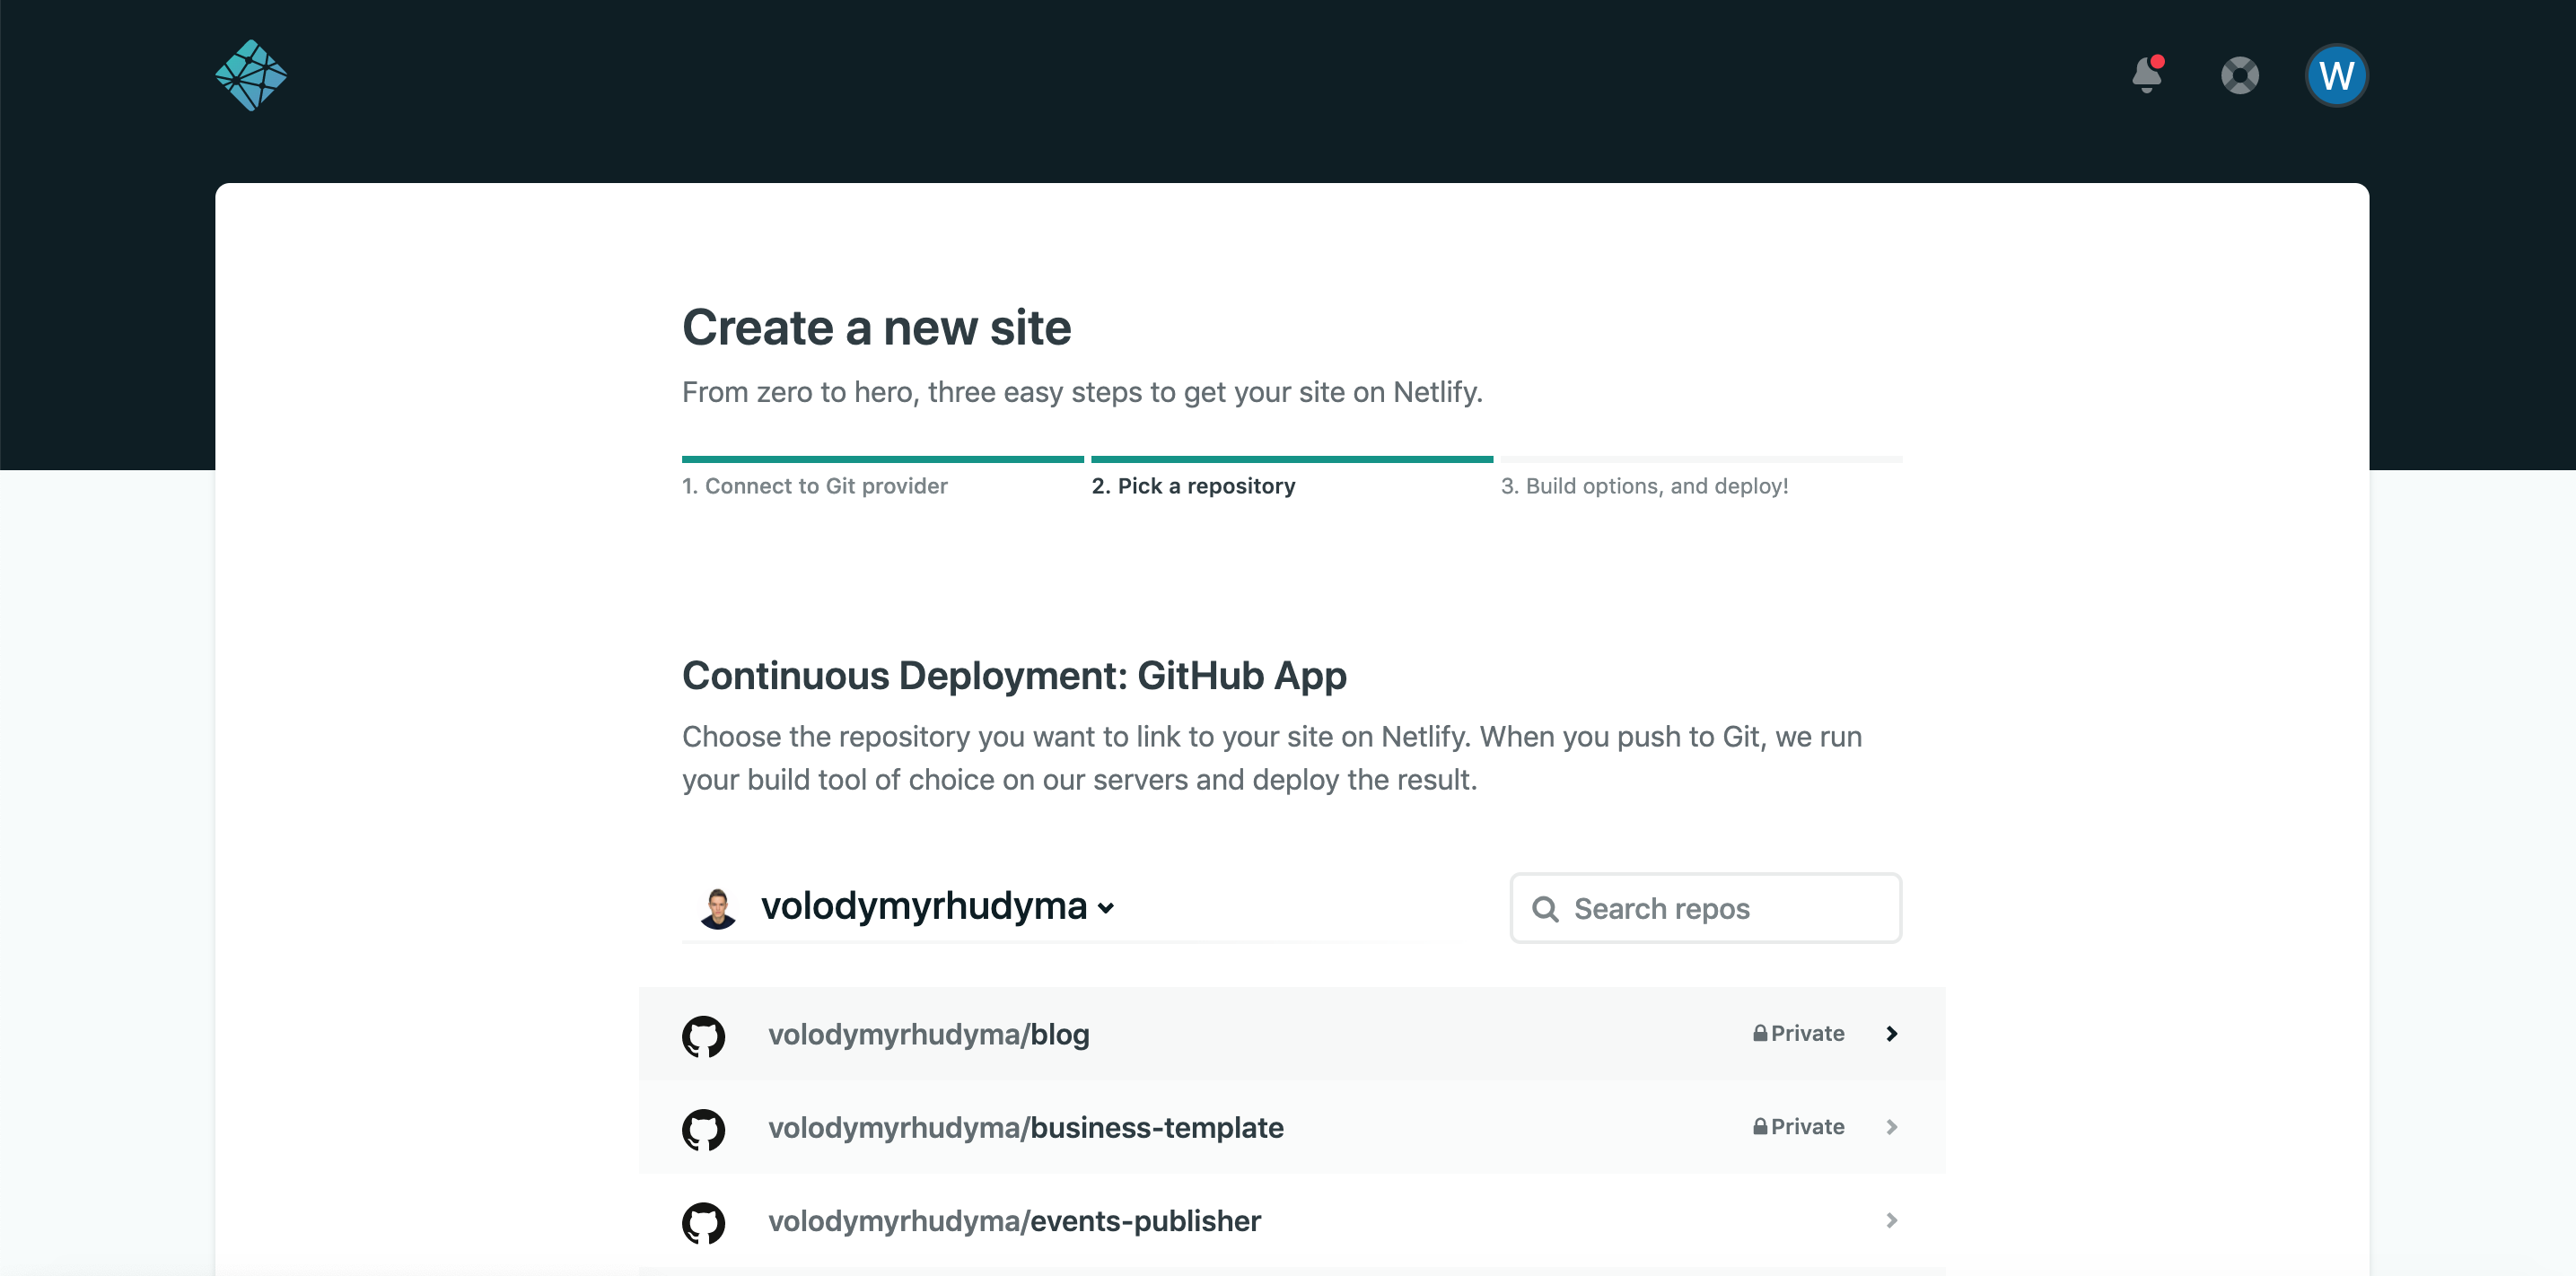 W
Create a new site
From zero to hero, three easy steps to get your site on Netlify.
1. Connect to Git provider
2. Pick a repository
3. Build options, and deploy!
Continuous Deployment: GitHub App
Choose the repository you want to link to your site on Netlify. When you push to Git, we run
your build tool of choice on our servers and deploy the result.
volodymyrhudyma
Search repos
volodymyrhudyma/blog
Private
volodymyrhudyma/business-template
Private
volodymyrhudyma/events-publisher